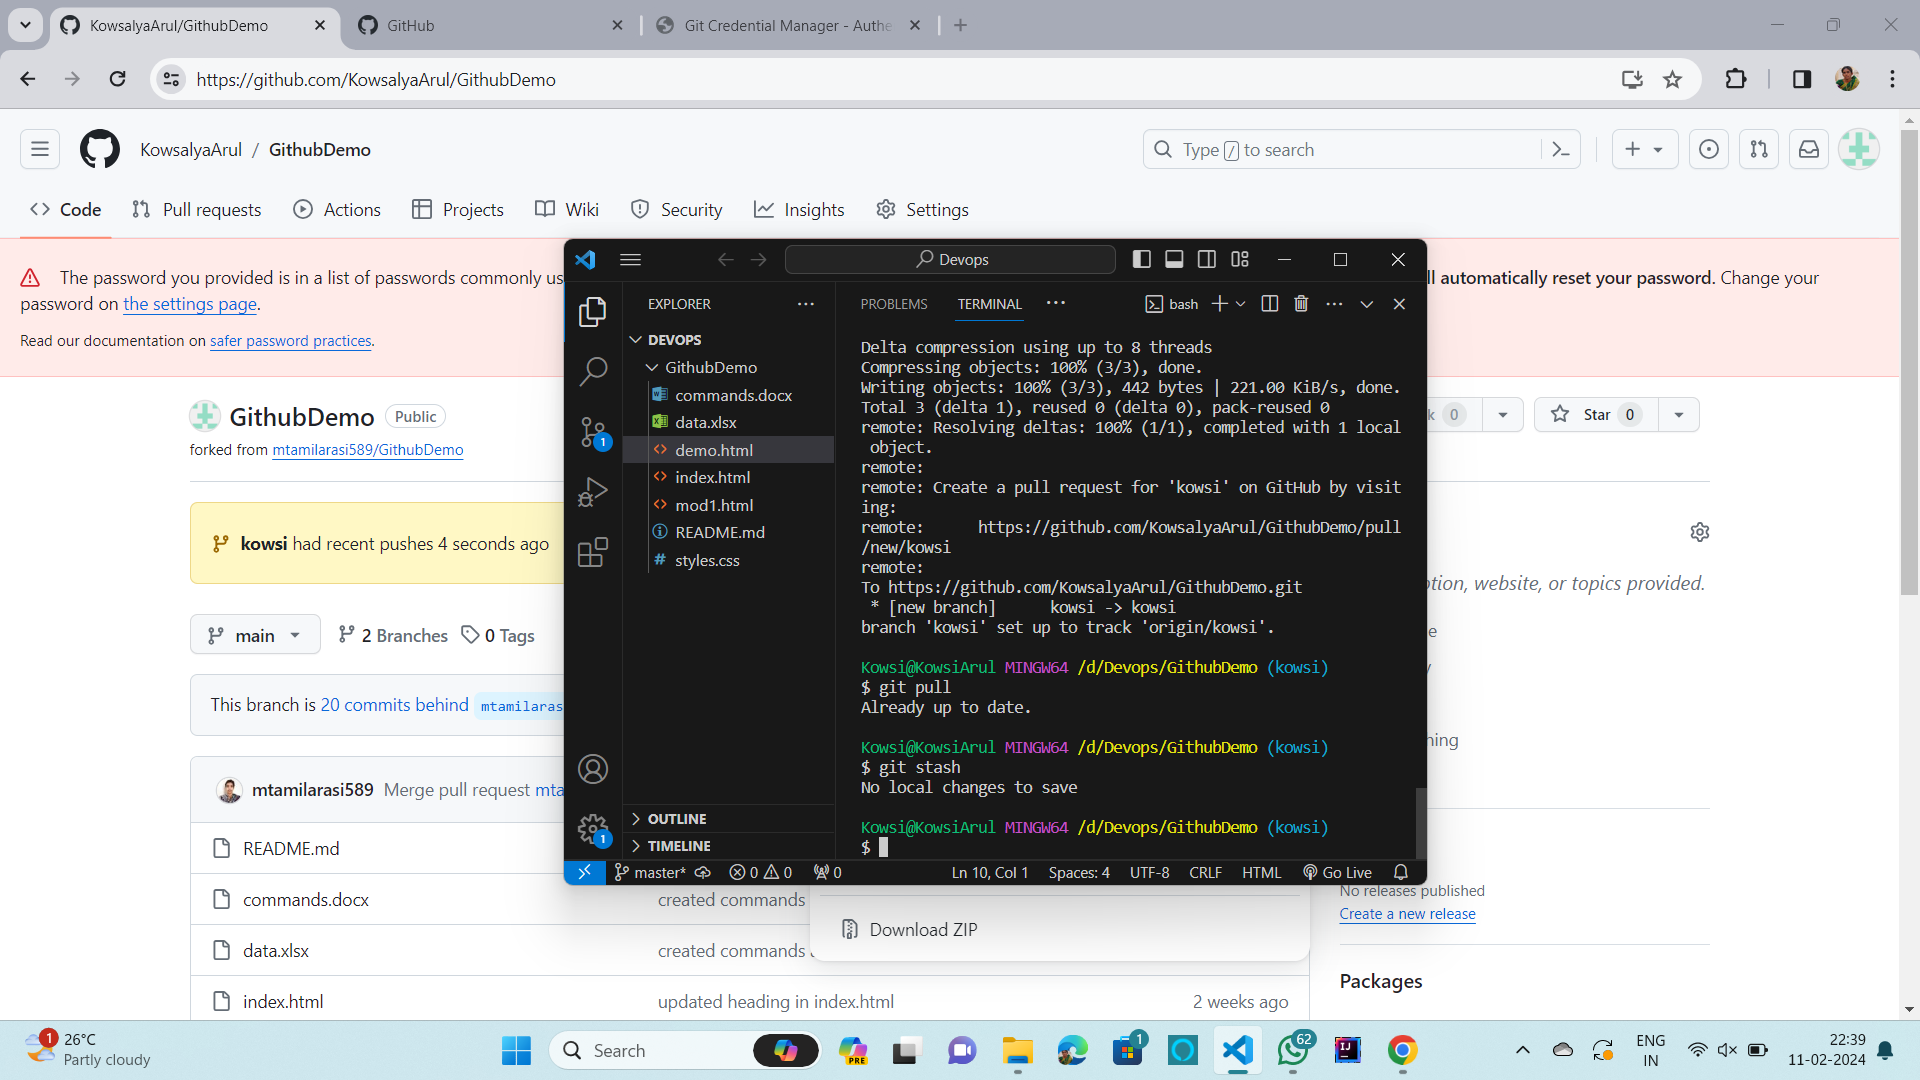 KowsalyaArul/GithubDemo
GitHub
Git Credential Manager - Authe
https://github.com/KowsalyaArul/GithubDemo
KowsalyaArul / GithubDemo
Type / to search
Code
Pull requests
Actions
Projects
Wiki
Security
Insights
Settings
The password you provided is in a list of passwords commonly us
ll automatically reset your password. Change your
password on the settings page.
Read our documentation on safer password practices.
GithubDemo
Public
forked from mtamilarasi589/GithubDemo
k 0
Star 0
kowsi had recent pushes 4 seconds ago
ption, website, or topics provided.
main
2 Branches
0 Tags
This branch is 20 commits behind mtamilaras
mtamilarasi589 Merge pull request mta
README.md
commands.docx
created commands
data.xlsx
created commands
index.html
updated heading in index.html
2 weeks ago
Download ZIP
No releases published
Create a new release
Packages
Devops
EXPLORER
DEVOPS
GithubDemo
commands.docx
data.xlsx
demo.html
index.html
mod1.html
README.md
styles.css
OUTLINE
TIMELINE
1
1
PROBLEMS
TERMINAL
bash
Delta compression using up to 8 threads
Compressing objects: 100% (3/3), done.
Writing objects: 100% (3/3), 442 bytes | 221.00 KiB/s, done.
Total 3 (delta 1), reused 0 (delta 0), pack-reused 0
remote: Resolving deltas: 100% (1/1), completed with 1 local
object.
remote:
remote: Create a pull request for 'kowsi' on GitHub by visit
ing:
remote:      https://github.com/KowsalyaArul/GithubDemo/pull
/new/kowsi
remote:
To https://github.com/KowsalyaArul/GithubDemo.git
* [new branch]      kowsi -> kowsi
branch 'kowsi' set up to track 'origin/kowsi'.
Kowsi@KowsiArul MINGW64 /d/Devops/GithubDemo (kowsi)
$ git pull
Already up to date.
Kowsi@KowsiArul MINGW64 /d/Devops/GithubDemo (kowsi)
$ git stash
No local changes to save
Kowsi@KowsiArul MINGW64 /d/Devops/GithubDemo (kowsi)
$
master*
0
0
0
Ln 10, Col 1
Spaces: 4
UTF-8
CRLF
HTML
Go Live
1
26°C
Partly cloudy
Search
PRE
1
62
IJ
ENG
IN
22:39
11-02-2024